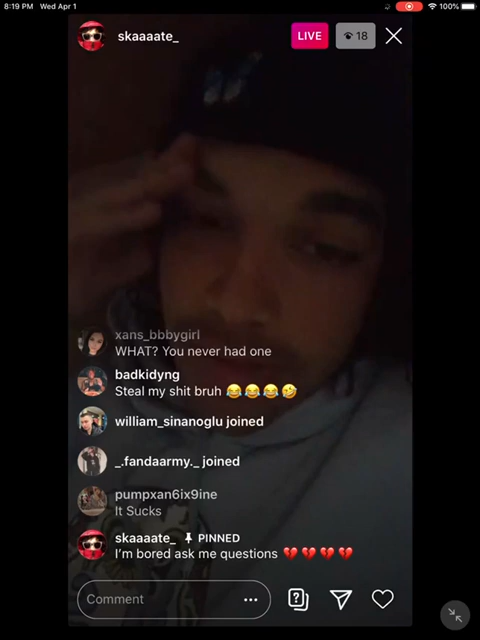 8:19 PM Wed Apr 1
100%
skaaaate_
LIVE
18
xans_bbbygirl
WHAT? You never had one
badkidyng
Steal my shit bruh 😂😂😂🤣
william_sinanoglu joined
_.fandaarmy._ joined
pumpxan6ix9ine
It Sucks
skaaaate_ PINNED
I'm bored ask me questions 💔💔💔💔
Comment